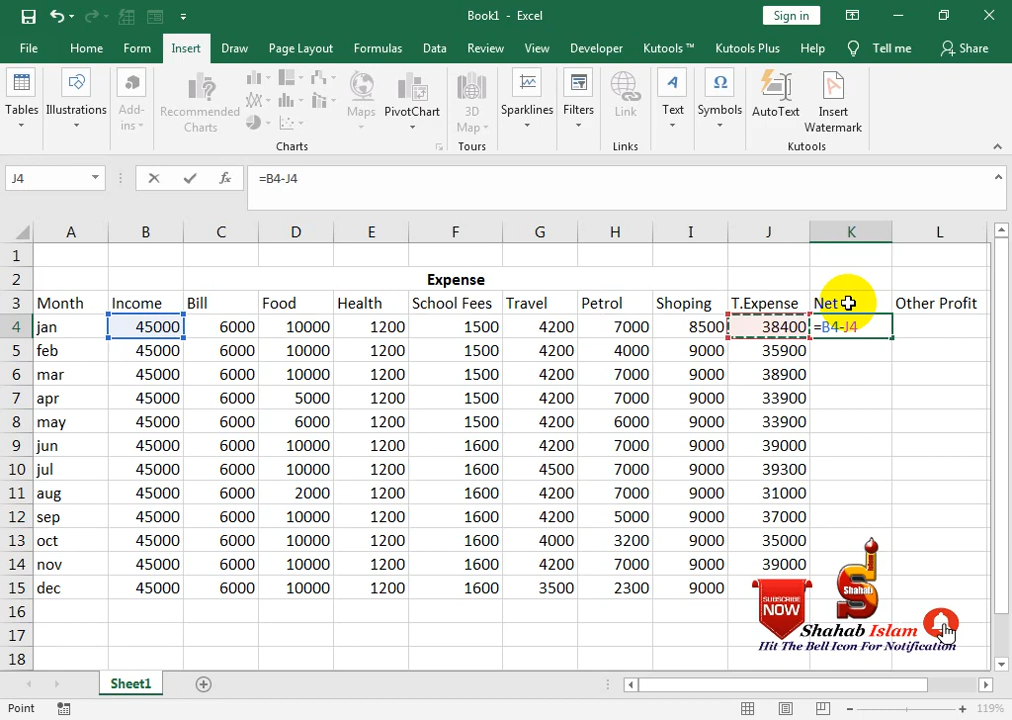 Book1 - Excel
Sign in
File Home Form Insert Draw Page Layout Formulas Data Review View Developer Kutools ™ Kutools Plus Help Tell me Share
Tables Illustrations Add-ins Recommended Charts Maps PivotChart 3D Map Sparklines Filters Link Text Symbols AutoText Insert Watermark
Charts Tours Links Kutools
J4 fx =B4-J4
A B C D E F G H I J K L
1
2 Expense
3 Month Income Bill Food Health School Fees Travel Petrol Shoping T.Expense Net Other Profit
4 jan 45000 6000 10000 1200 1500 4200 7000 8500 38400 =B4-J4
5 feb 45000 6000 10000 1200 1500 4200 4000 9000 35900
6 mar 45000 6000 10000 1200 1500 4200 7000 9000 38900
7 apr 45000 6000 5000 1200 1500 4200 7000 9000 33900
8 may 45000 6000 6000 1200 1500 4200 6000 9000 33900
9 jun 45000 6000 10000 1200 1600 4200 7000 9000 39000
10 jul 45000 6000 10000 1200 1600 4500 7000 9000 39300
11 aug 45000 6000 2000 1200 1600 4200 7000 9000 31000
12 sep 45000 6000 10000 1200 1600 4200 5000 9000 37000
13 oct 45000 6000 10000 1200 1600 4000 3200 9000 35000
14 nov 45000 6000 10000 1200 1600 4200 7000 9000 39000
15 dec 45000 6000 10000 1200 1600 3500 2300 9000
16
17
18
Shahab
SUBSCRIBE
NOW
Shahab Islam
Hit The Bell Icon For Notification
Sheet1
Point 119%